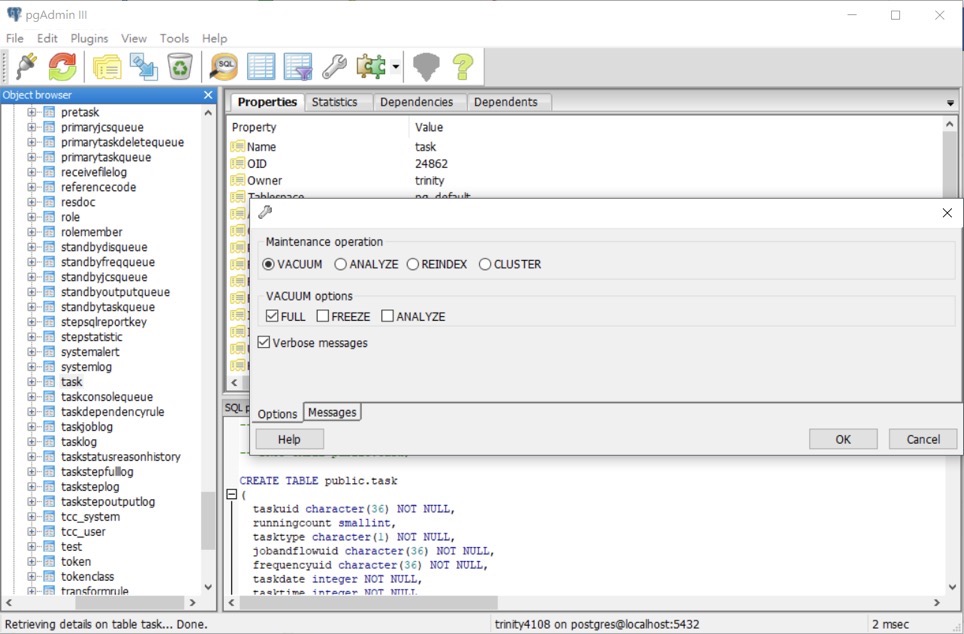 pgAdmin III
File Edit Plugins View Tools Help
SQL
Object browser
pretask
primaryjcsqueue
primarytaskdeletequeue
primarytaskqueue
receivefilelog
referencecode
resdoc
role
rolemember
standbydisqueue
standbyfreqqueue
standbyjcsqueue
standbyoutputqueue
standbytaskqueue
stepsqlreportkey
stepstatistic
systemalert
systemlog
task
taskconsolequeue
taskdependencyrule
taskjoblog
tasklog
taskstatusreasonhistory
taskstepfulllog
tasksteplog
taskstepoutputlog
tcc_system
tcc_user
test
token
tokenclass
transformrule
Properties Statistics Dependencies Dependents
Property Value
Name task
OID 24862
Owner trinity
Tablespace pg_default
Maintenance operation
VACUUM ANALYZE REINDEX CLUSTER
VACUUM options
FULL FREEZE ANALYZE
Verbose messages
Options Messages
Help OK Cancel
SQL p
CREATE TABLE public.task
(
taskuid character(36) NOT NULL,
runningcount smallint,
tasktype character(1) NOT NULL,
jobandflowuid character(36) NOT NULL,
frequencyuid character(36) NOT NULL,
taskdate integer NOT NULL,
tasktime integer NOT NULL
Retrieving details on table task... Done.
trinity4108 on postgres@localhost:5432
2 msec